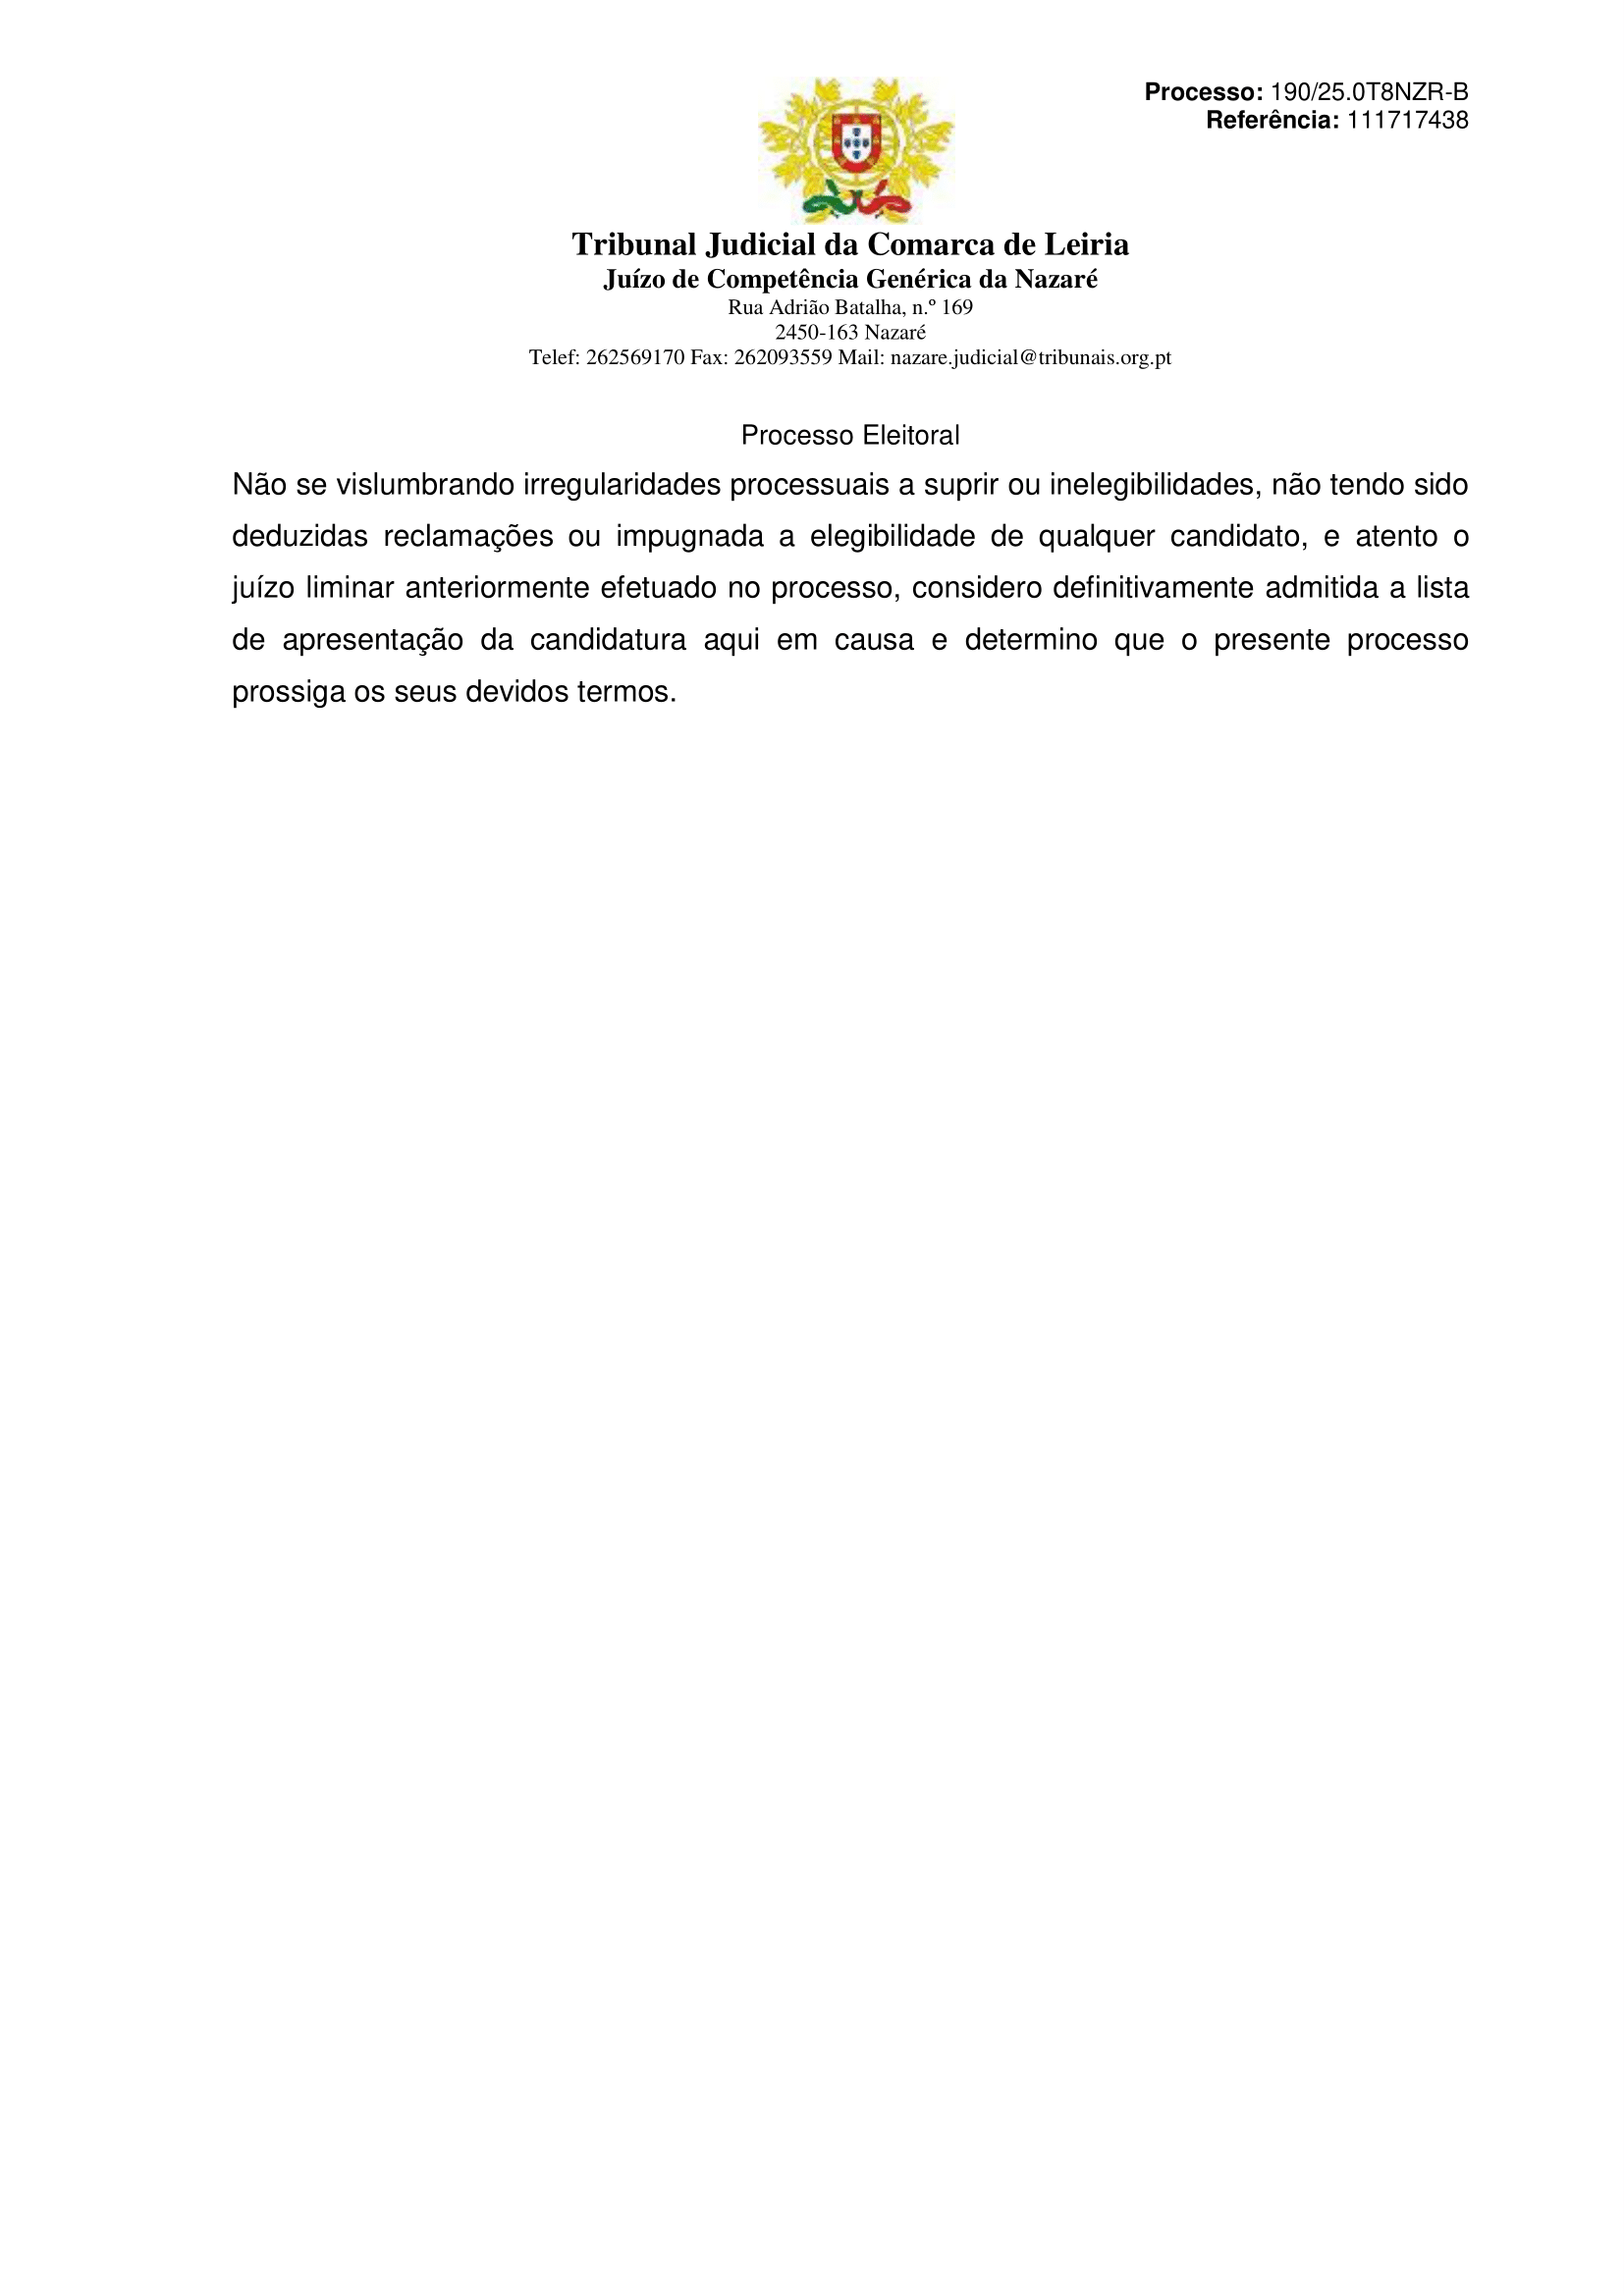 Processo: 190/25.0T8NZR-B
Referência: 111717438
Tribunal Judicial da Comarca de Leiria
Juízo de Competência Genérica da Nazaré
Rua Adrião Batalha, n.º 169
2450-163 Nazaré
Telef: 262569170 Fax: 262093559 Mail: nazare.judicial@tribunais.org.pt
Processo Eleitoral
Não se vislumbrando irregularidades processuais a suprir ou inelegibilidades, não tendo sido
deduzidas reclamações ou impugnada a elegibilidade de qualquer candidato, e atento o
juízo liminar anteriormente efetuado no processo, considero definitivamente admitida a lista
de apresentação da candidatura aqui em causa e determino que o presente processo
prossiga os seus devidos termos.